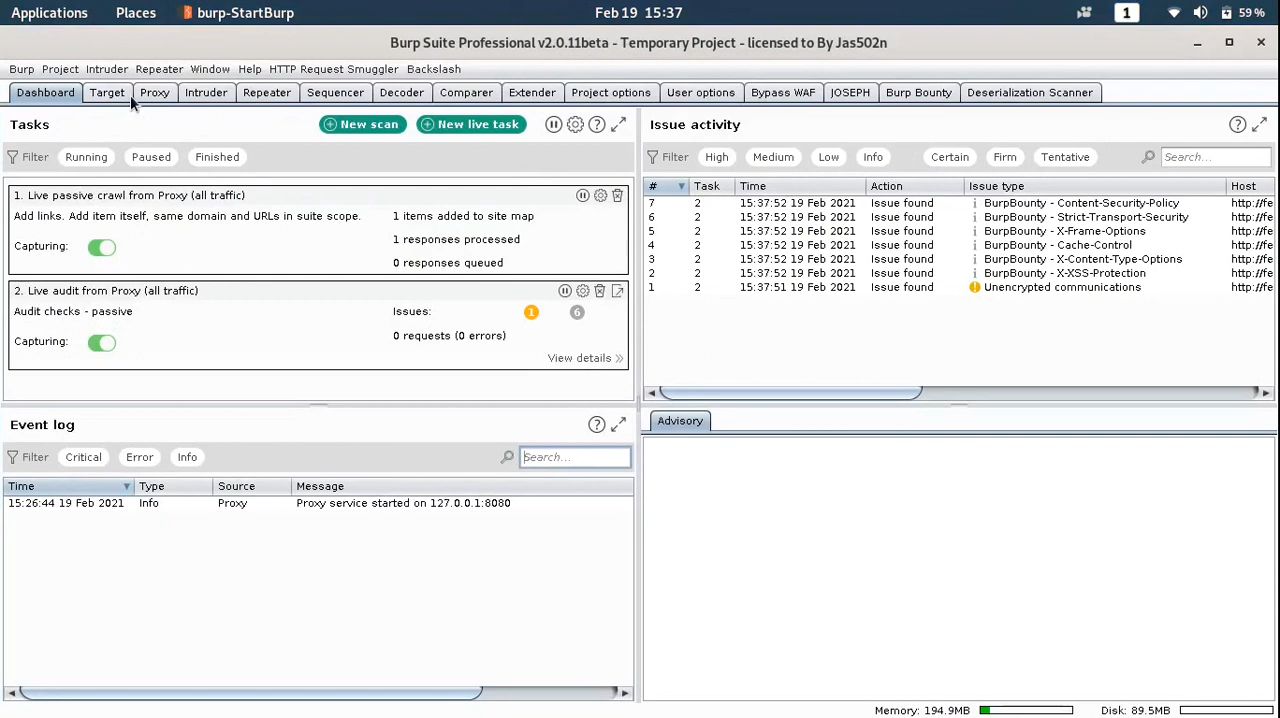 Applications Places burp-StartBurp Feb 19 15:37 1 59%
Burp Suite Professional v2.0.11beta - Temporary Project - licensed to By Jas502n
Burp Project Intruder Repeater Window Help HTTP Request Smuggler Backslash
Dashboard Target Proxy Intruder Repeater Sequencer Decoder Comparer Extender Project options User options Bypass WAF JOSEPH Burp Bounty Deserialization Scanner
Tasks New scan New live task
Filter Running Paused Finished
1. Live passive crawl from Proxy (all traffic)
Add links. Add item itself, same domain and URLs in suite scope. 1 items added to site map
1 responses processed
Capturing:
0 responses queued
2. Live audit from Proxy (all traffic)
Audit checks - passive Issues: 1 6
0 requests (0 errors)
Capturing:
View details
Issue activity
Filter High Medium Low Info Certain Firm Tentative Search...
# Task Time Action Issue type Host
7 2 15:37:52 19 Feb 2021 Issue found BurpBounty - Content-Security-Policy http://fe
6 2 15:37:52 19 Feb 2021 Issue found BurpBounty - Strict-Transport-Security http://fe
5 2 15:37:52 19 Feb 2021 Issue found BurpBounty - X-Frame-Options http://fe
4 2 15:37:52 19 Feb 2021 Issue found BurpBounty - Cache-Control http://fe
3 2 15:37:52 19 Feb 2021 Issue found BurpBounty - X-Content-Type-Options http://fe
2 2 15:37:52 19 Feb 2021 Issue found BurpBounty - X-XSS-Protection http://fe
1 2 15:37:51 19 Feb 2021 Issue found Unencrypted communications http://fe
Event log
Filter Critical Error Info Search...
Time Type Source Message
15:26:44 19 Feb 2021 Info Proxy Proxy service started on 127.0.0.1:8080
Advisory
Memory: 194.9MB Disk: 89.5MB